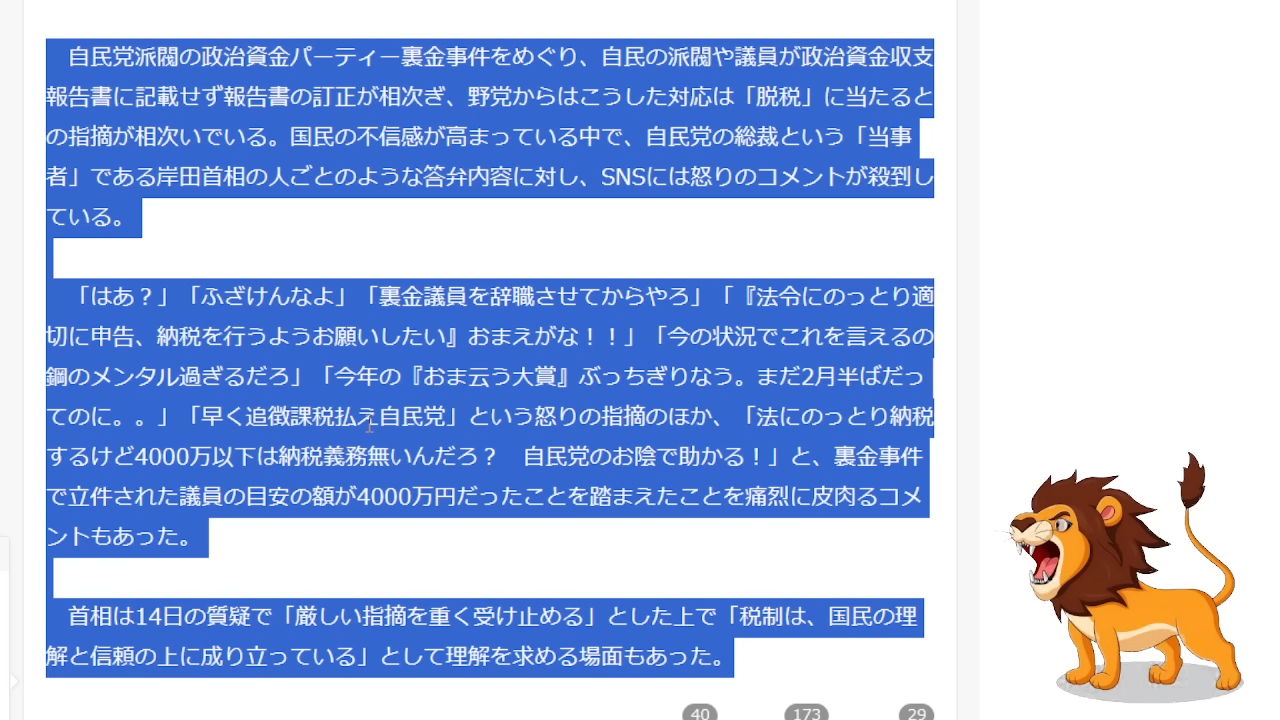 自民党派閥の政治資金パーティー裏金事件をめぐり、自民の派閥や議員が政治資金収支
報告書に記載せず報告書の訂正が相次ぎ、野党からはこうした対応は「脱税」に当たると
の指摘が相次いでいる。国民の不信感が高まっている中で、自民党の総裁という「当事
者」である岸田首相の人ごとのような答弁内容に対し、SNSには怒りのコメントが殺到し
ている。
「はあ？」「ふざけんなよ」「裏金議員を辞職させてからやろ」「『法令にのっとり適
切に申告、納税を行うようお願いしたい』おまえがな！！」「今の状況でこれを言えるの
鋼のメンタル過ぎるだろ」「今年の『おま云う大賞』ぶっちぎりなう。まだ2月半ばだっ
てのに。。」「早く追徴課税払え自民党」という怒りの指摘のほか、「法にのっとり納税
するけど4000万以下は納税義務無いんだろ？　自民党のお陰で助かる！」と、裏金事件
で立件された議員の目安の額が4000万円だったことを踏まえたことを痛烈に皮肉るコメ
ントもあった。
首相は14日の質疑で「厳しい指摘を重く受け止める」とした上で「税制は、国民の理
解と信頼の上に成り立っている」として理解を求める場面もあった。
40 173 29